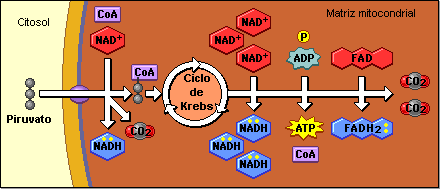 Citosol
CoA
Matriz mitocondrial
NAD⁺
NAD⁺
NAD⁺
NAD⁺
P
ADP
FAD
CoA
Ciclo
de
Krebs
CO2
CO2
Piruvato
CO2
NADH
NADH
NADH
NADH
ATP
FADH2
CoA